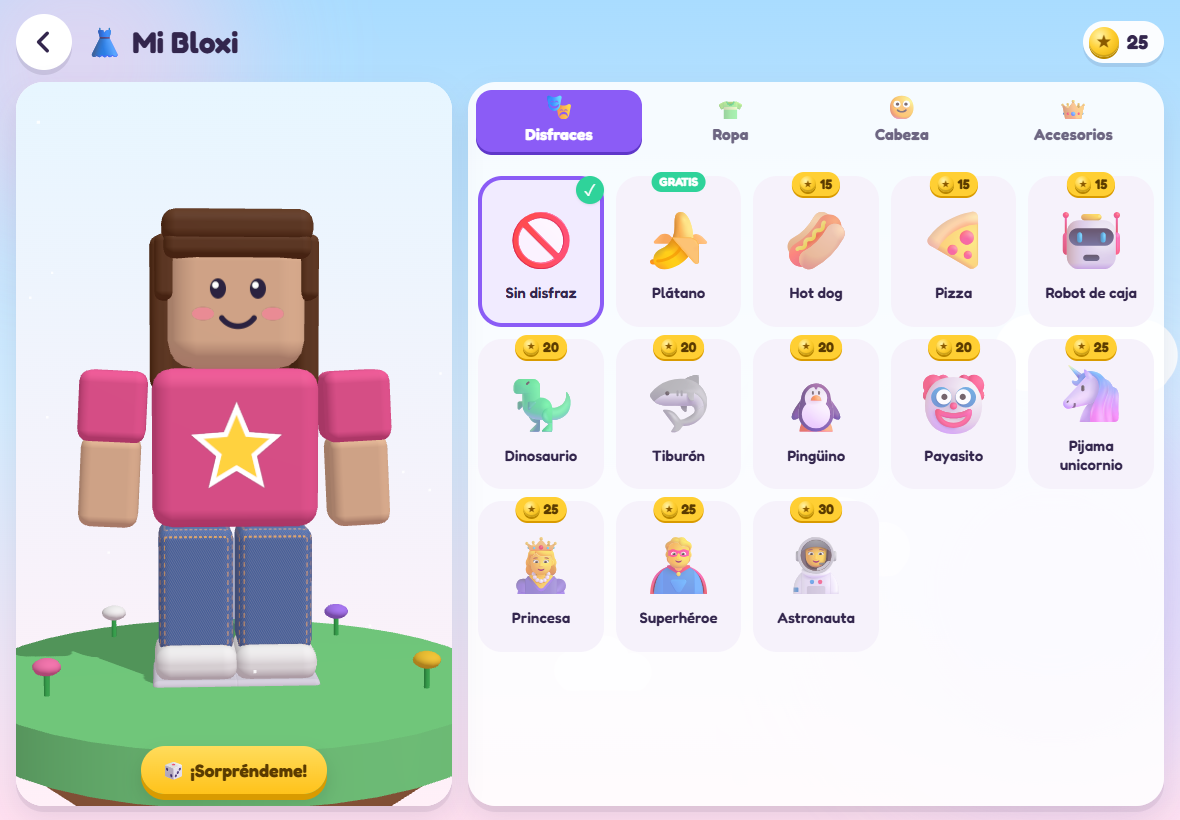 Mi Bloxi
25
Disfraces
Ropa
Cabeza
Accesorios
Sin disfraz
GRATIS
Plátano
15
Hot dog
15
Pizza
15
Robot de caja
20
Dinosaurio
20
Tiburón
20
Pingüino
20
Payasito
25
Pijama
unicornio
25
Princesa
25
Superhéroe
30
Astronauta
¡Sorpréndeme!